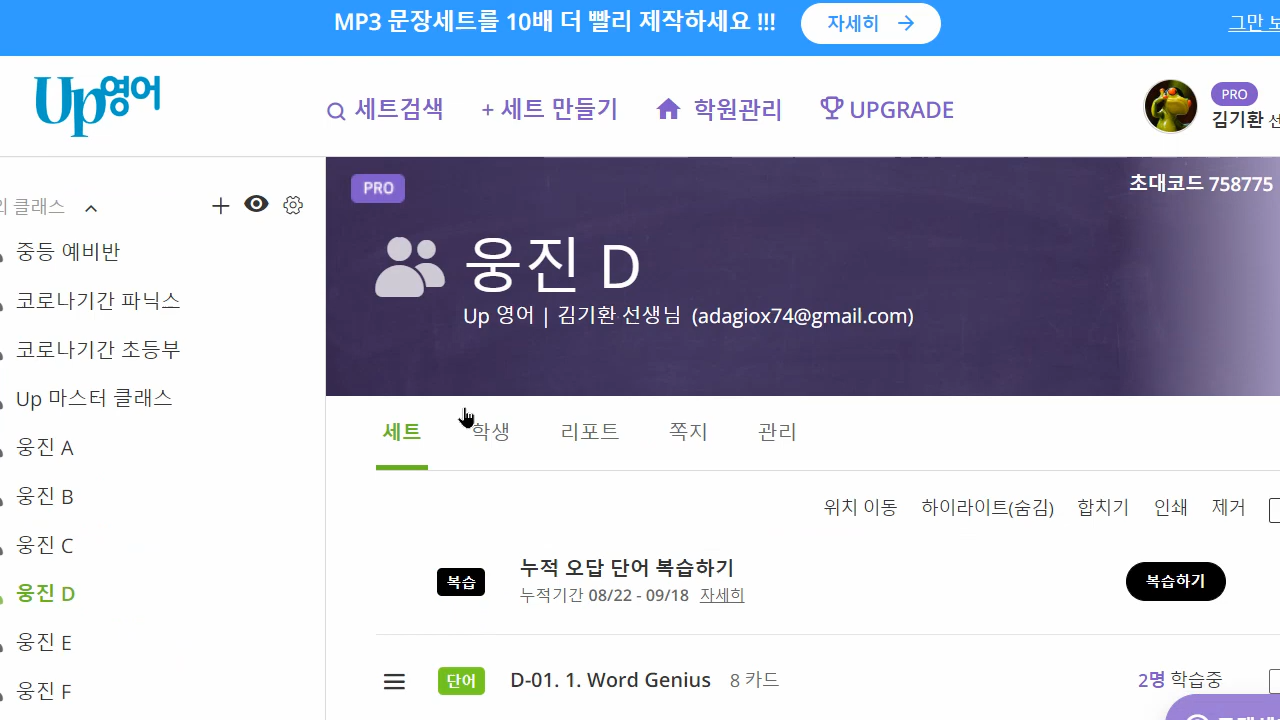 MP3 문장세트를 10배 더 빨리 제작하세요 !!!
자세히 →
그만 보
Up영어
세트검색
+ 세트 만들기
학원관리
UPGRADE
PRO
김기환 선
의 클래스
중등 예비반
코로나기간 파닉스
코로나기간 초등부
Up 마스터 클래스
웅진 A
웅진 B
웅진 C
웅진 D
웅진 E
웅진 F
PRO
초대코드 758775
웅진 D
Up 영어 | 김기환 선생님 (adagiox74@gmail.com)
세트
학생
리포트
쪽지
관리
위치 이동
하이라이트(숨김)
합치기
인쇄
제거
복습
누적 오답 단어 복습하기
누적기간 08/22 - 09/18 자세히
복습하기
단어
D-01. 1. Word Genius
8 카드
2명 학습중